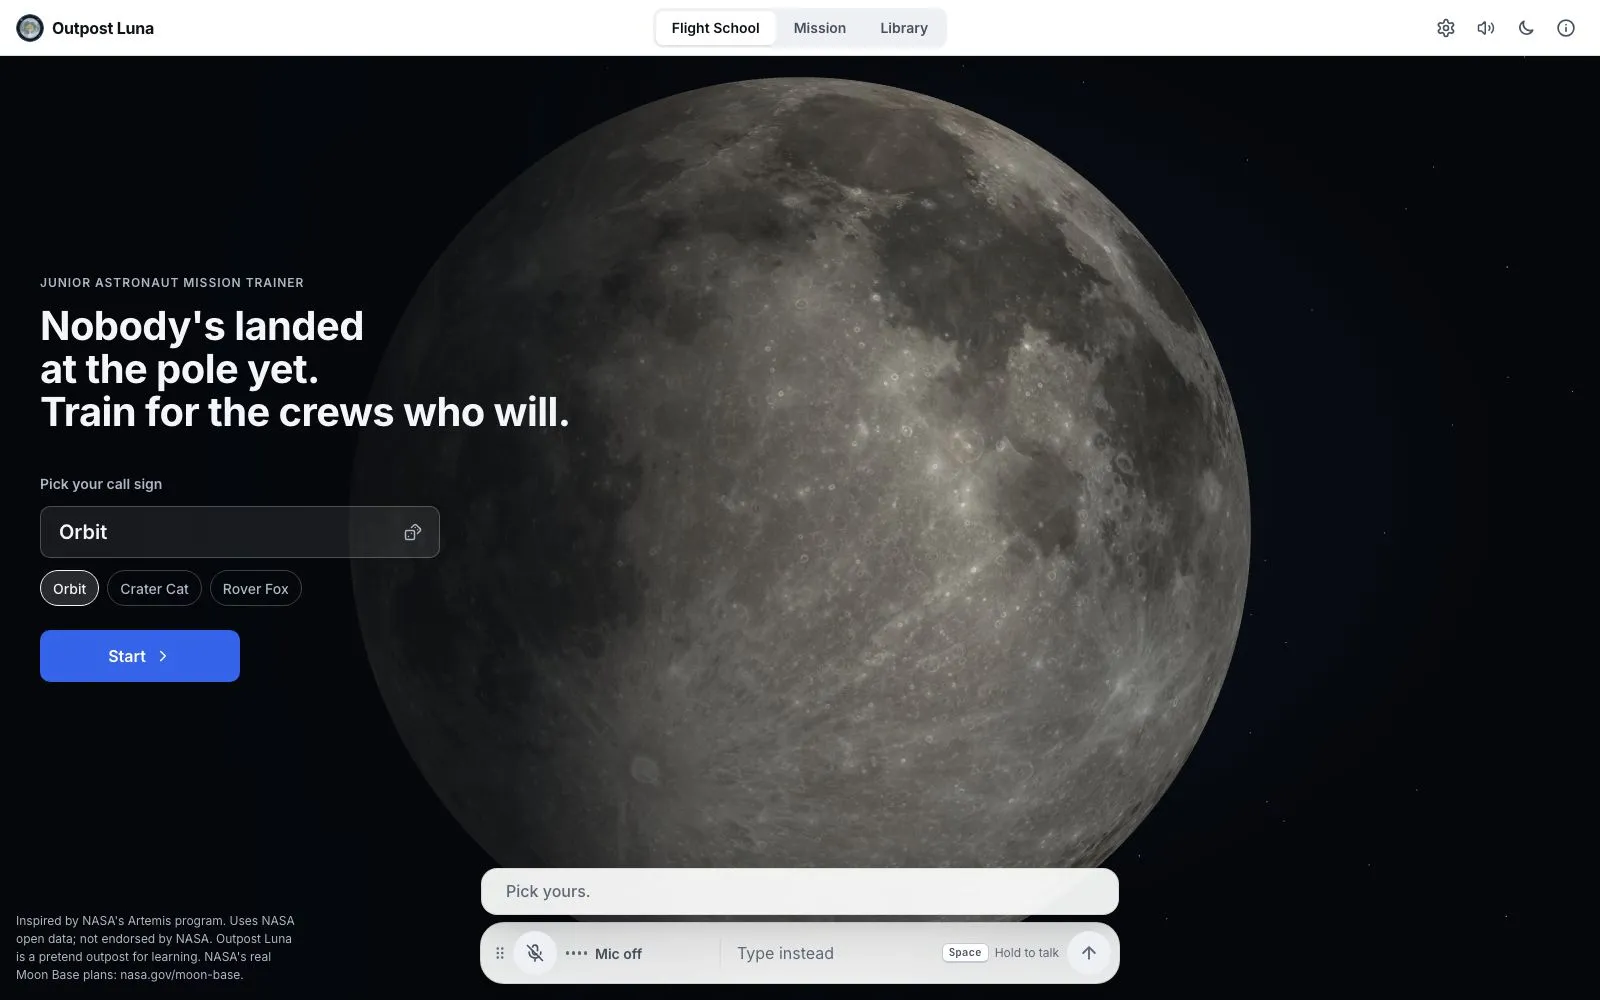 Outpost Luna
Flight School
Mission
Library
JUNIOR ASTRONAUT MISSION TRAINER
Nobody's landed
at the pole yet.
Train for the crews who will.
Pick your call sign
Orbit
Orbit
Crater Cat
Rover Fox
Start
Pick yours.
Mic off
Type instead
Space
Hold to talk
Inspired by NASA's Artemis program. Uses NASA
open data; not endorsed by NASA. Outpost Luna
is a pretend outpost for learning. NASA's real
Moon Base plans: nasa.gov/moon-base.